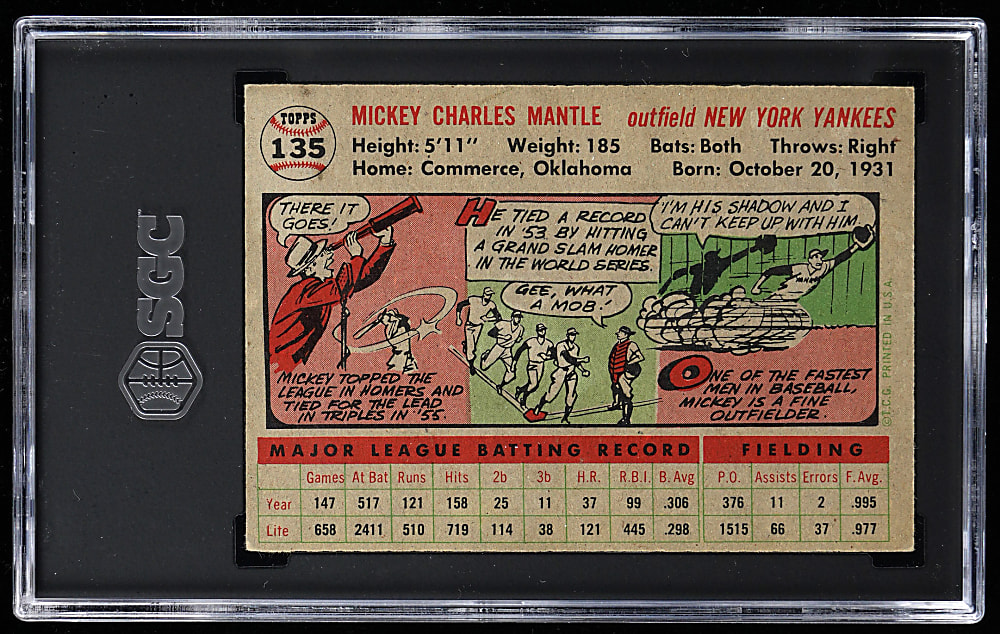 SGC
TOPPS
135
MICKEY CHARLES MANTLE outfield NEW YORK YANKEES
Height: 5'11" Weight: 185 Bats: Both Throws: Right
Home: Commerce, Oklahoma Born: October 20, 1931
THERE IT
GOES!
MICKEY TOPPED THE
LEAGUE IN HOMERS AND
TIED FOR THE LEAD
IN TRIPLES IN '55.
HE TIED A RECORD
IN '53 BY HITTING
A GRAND SLAM HOMER
IN THE WORLD SERIES.
GEE, WHAT
A MOB!
I'M HIS SHADOW AND I
CAN'T KEEP UP WITH HIM.
ONE OF THE FASTEST
MEN IN BASEBALL,
MICKEY IS A FINE
OUTFIELDER.
©T.C.G. PRINTED IN U.S.A.
MAJOR LEAGUE BATTING RECORD FIELDING
Games At Bat Runs Hits 2b 3b H.R. R.B.I. B. Avg. P.O. Assists Errors F. Avg.
Year 147 517 121 158 25 11 37 99 .306 376 11 2 .995
Life 658 2411 510 719 114 38 121 445 .298 1515 66 37 .977